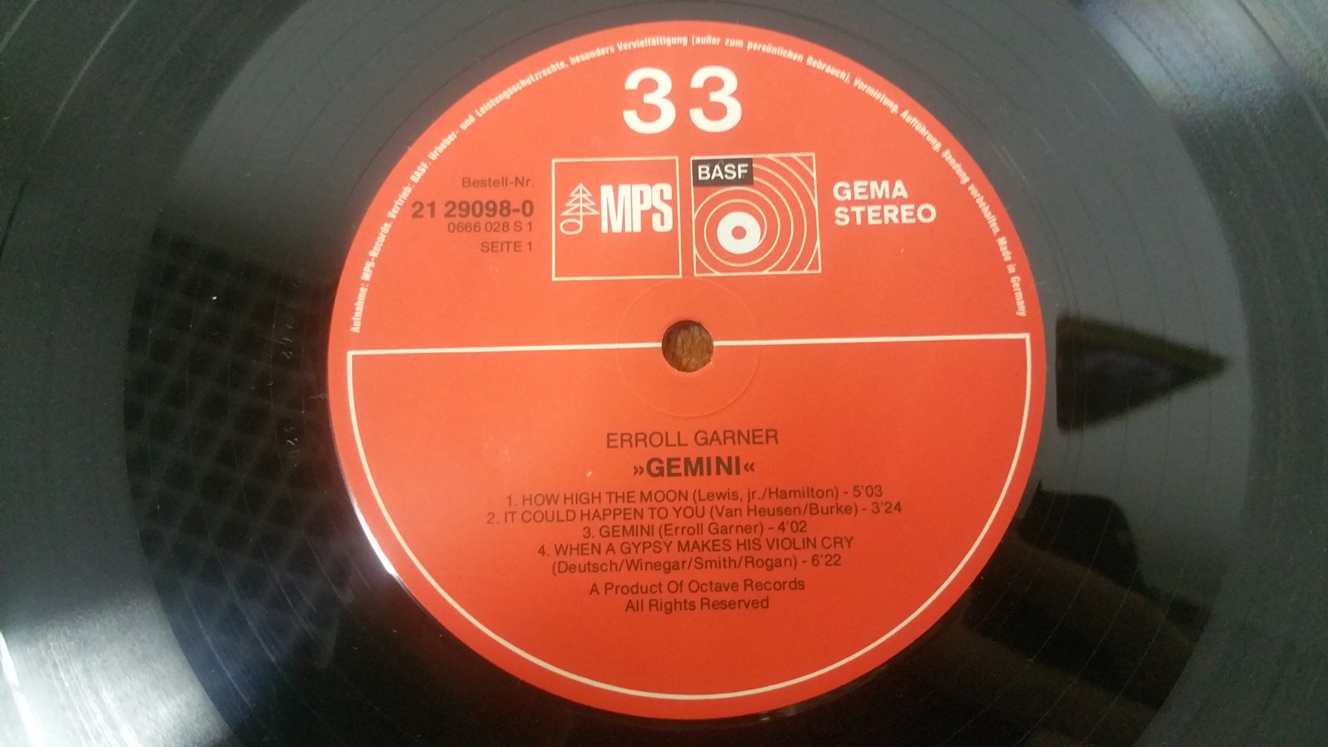 Aufnahme: MPS-Records. Vertrieb: BASF. Urheber- und Leistungsschutzrechte, besonders Vervielfältigung (außer zum persönlichen Gebrauch), Vermietung, Aufführung, Sendung vorbehalten. Made in Germany
33
Bestell-Nr.
21 29098-0
0666 028 S 1
SEITE 1
MPS
BASF
GEMA
STEREO
ERROLL GARNER
»GEMINI«
1. HOW HIGH THE MOON (Lewis, jr./Hamilton) - 5'03
2. IT COULD HAPPEN TO YOU (Van Heusen/Burke) - 3'24
3. GEMINI (Erroll Garner) - 4'02
4. WHEN A GYPSY MAKES HIS VIOLIN CRY
(Deutsch/Winegar/Smith/Rogan) - 6'22
A Product Of Octave Records
All Rights Reserved